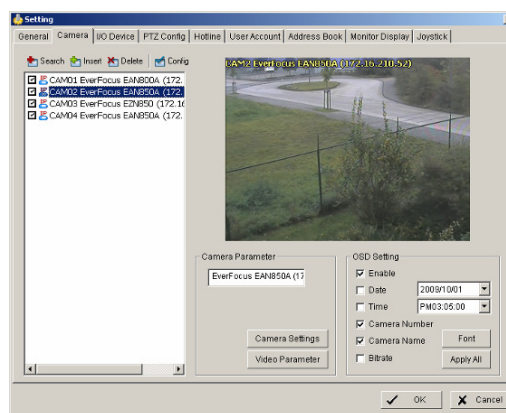 Setting
General Camera I/O Device PTZ Config Hotline User Account Address Book Monitor Display Joystick
Search Insert Delete Config
CAM01 EverFocus EAN800A (172.
CAM02 EverFocus EAN850A (172.
CAM03 EverFocus EZN850 (172.16
CAM04 EverFocus EAN850A (172.
CAM2 EverFocus EAN850A (172.16.210.52)
Camera Parameter
EverFocus EAN850A (17
Camera Settings
Video Parameter
OSD Setting
Enable
Date 2009/10/01
Time PM03:05:00
Camera Number
Camera Name Font
Bitrate Apply All
OK Cancel